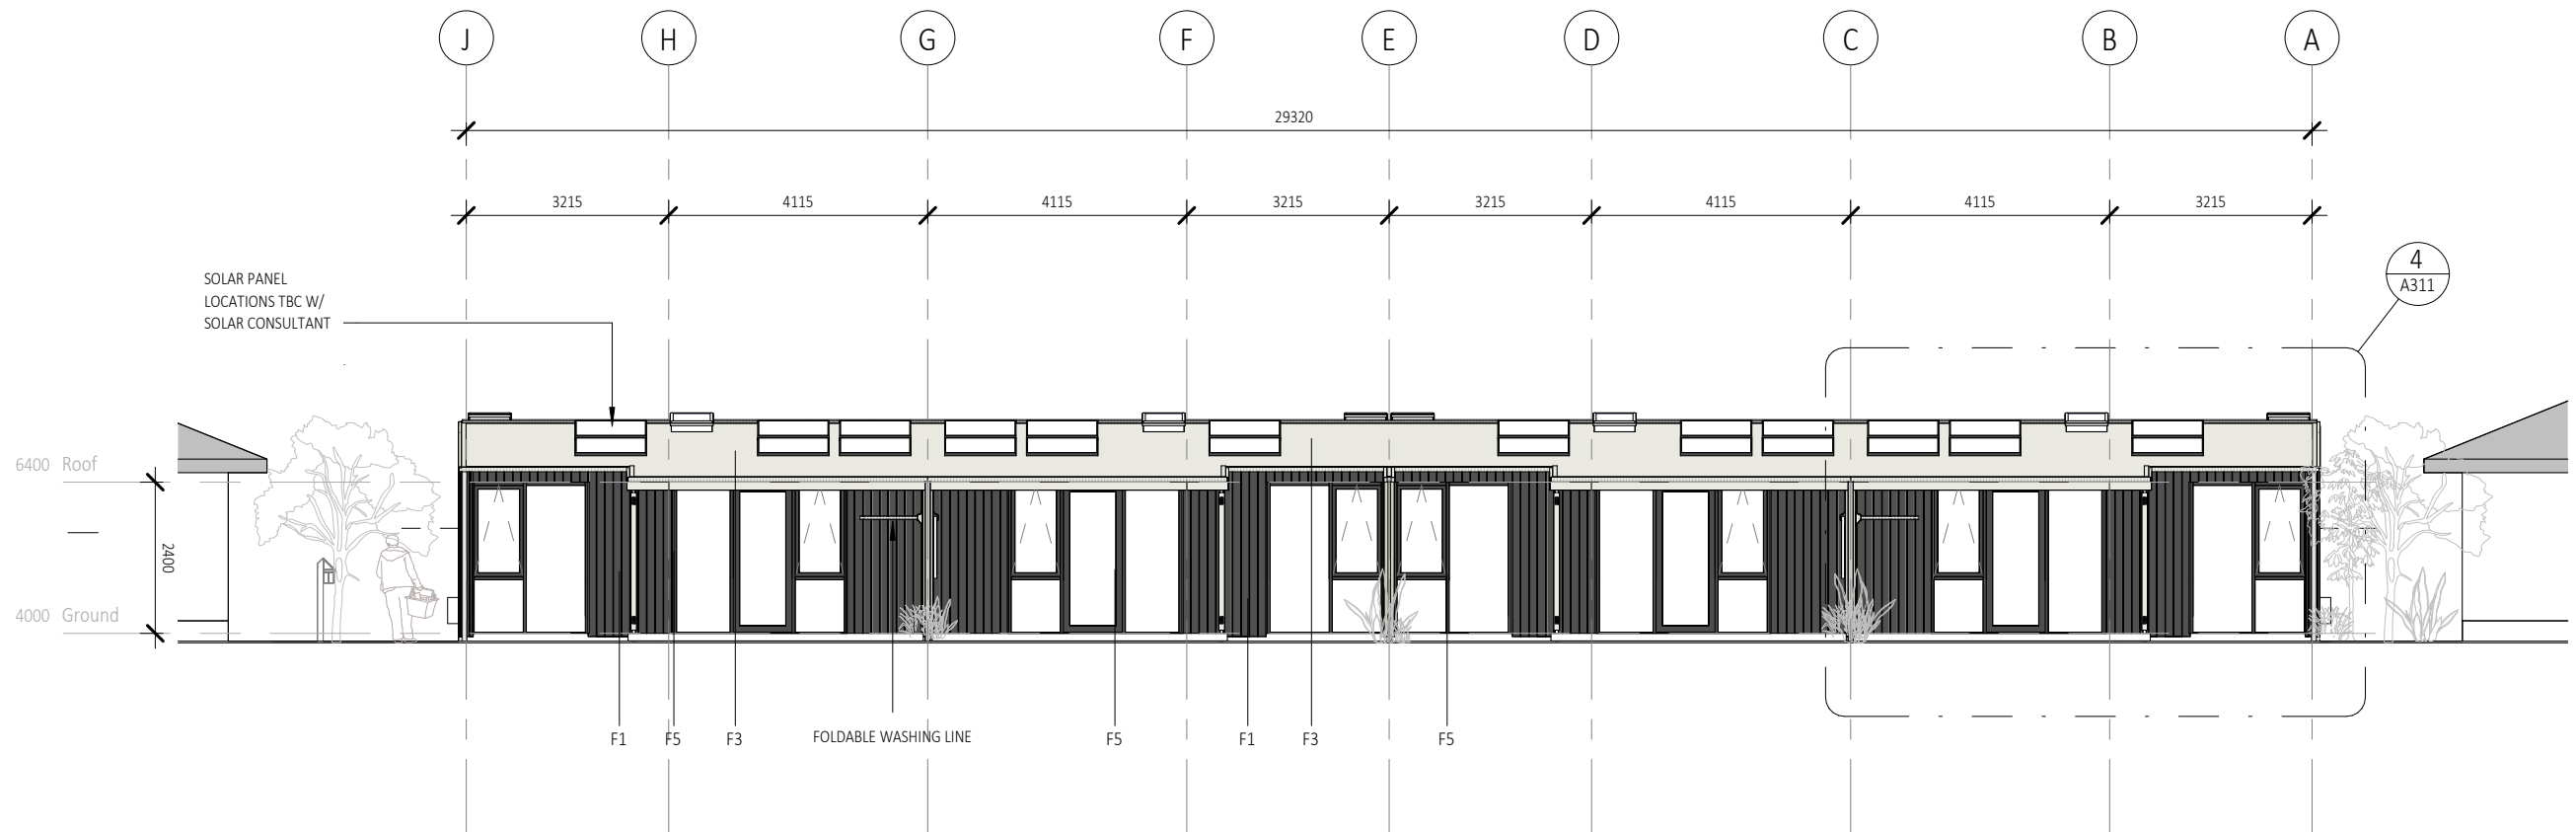 J H G F E D C B A
29320
3215 4115 4115 3215 3215 4115 4115 3215
4
A311
SOLAR PANEL
LOCATIONS TBC W/
SOLAR CONSULTANT
6400 Roof
2400
4000 Ground
F1 F5 F3 FOLDABLE WASHING LINE F5 F1 F3 F5